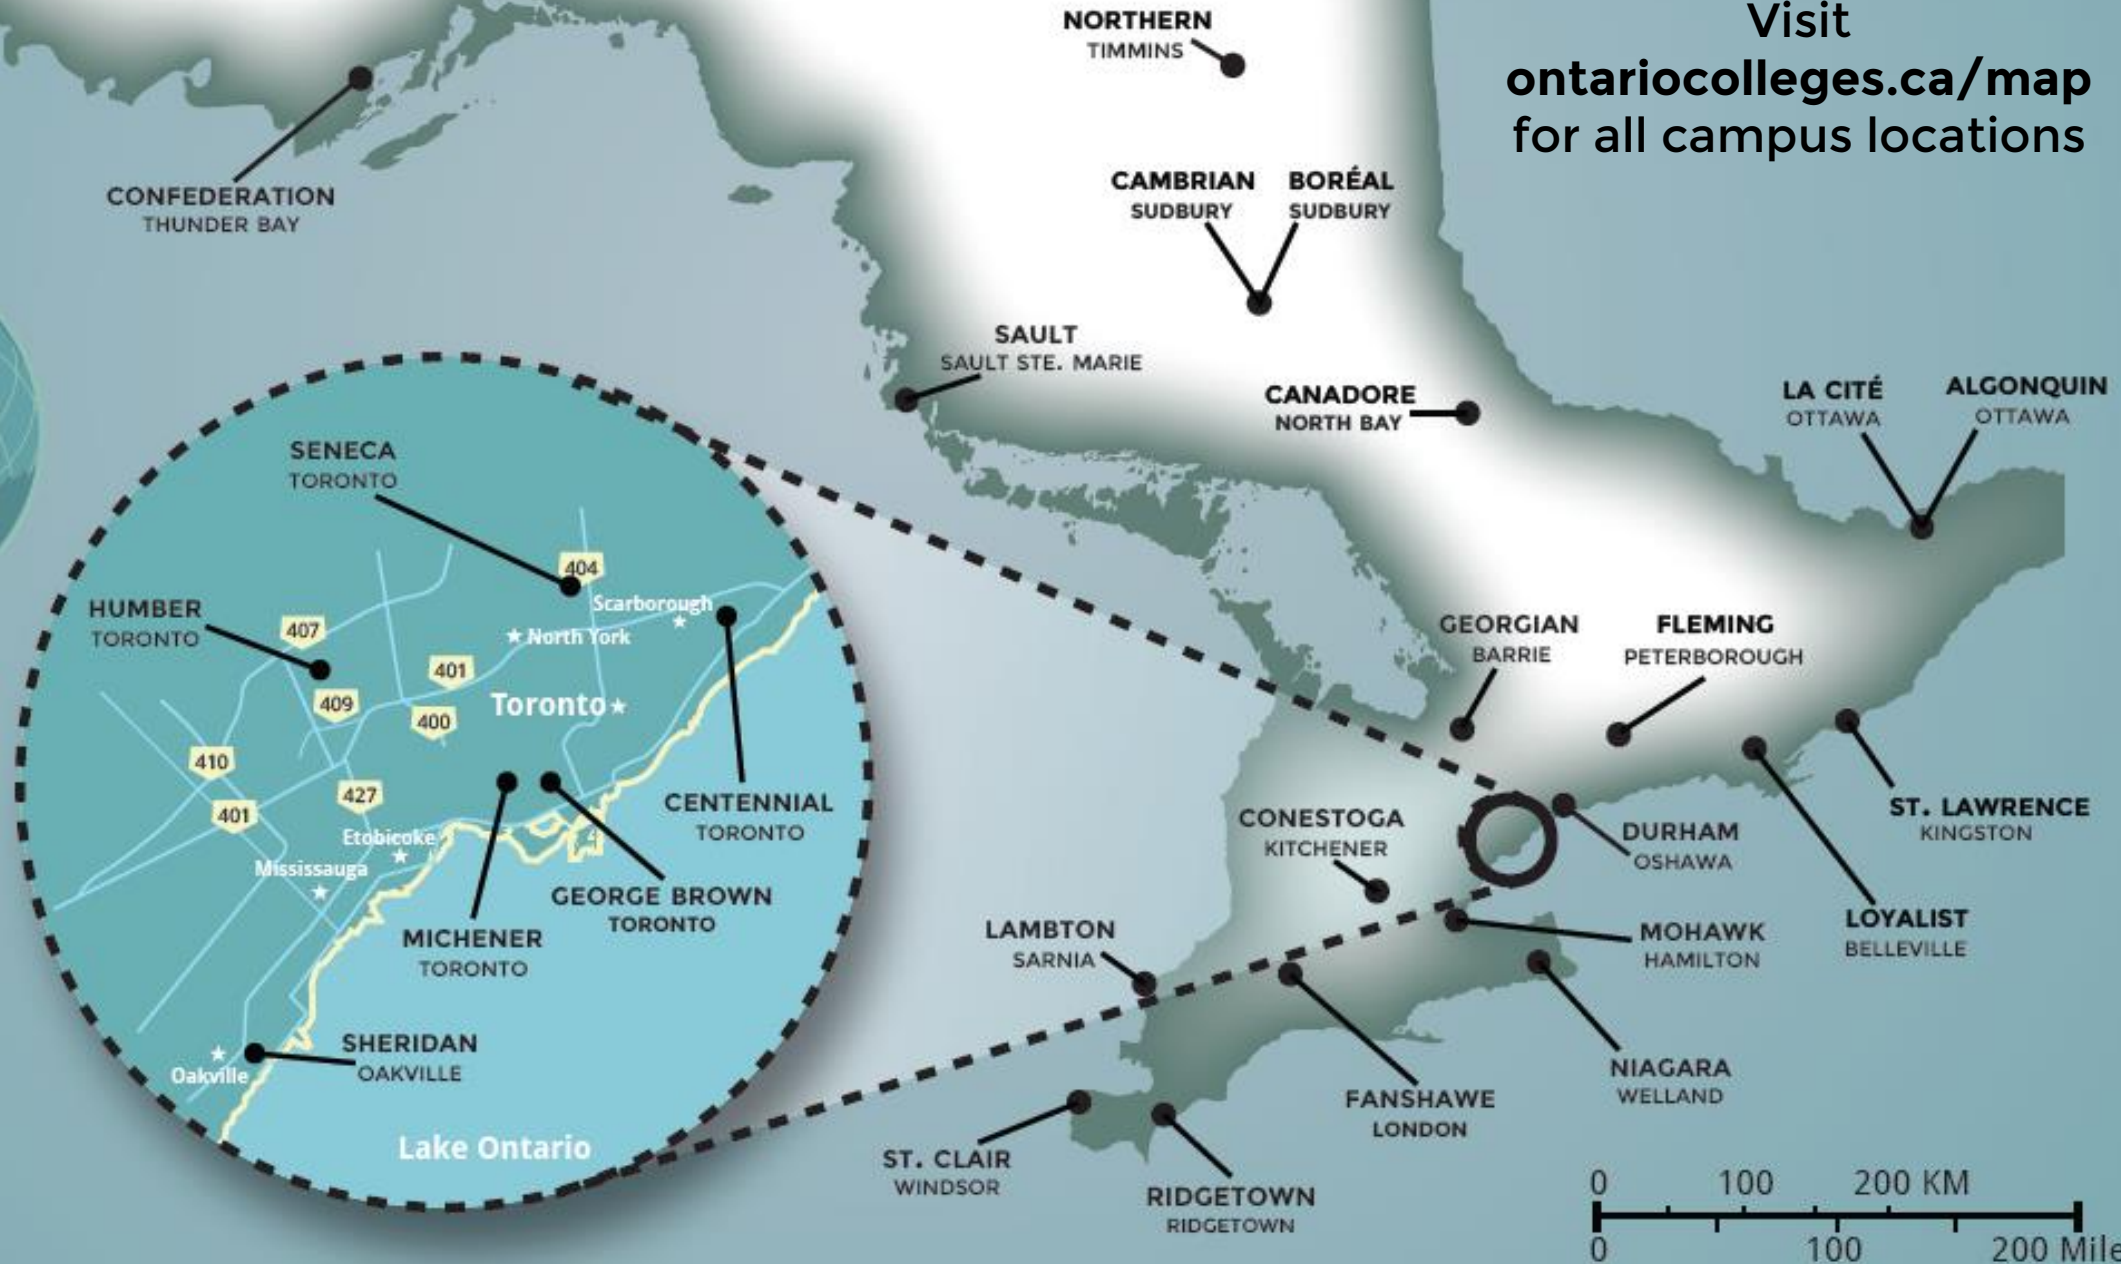 NORTHERN
TIMMINS
Visit
ontariocolleges.ca/map
for all campus locations
CONFEDERATION
THUNDER BAY
CAMBRIAN
SUDBURY
BORÉAL
SUDBURY
SAULT
SAULT STE. MARIE
CANADORE
NORTH BAY
LA CITÉ
OTTAWA
ALGONQUIN
OTTAWA
SENECA
TORONTO
404
Scarborough
HUMBER
TORONTO
407
North York
401
409
400
Toronto
410
401
427
Etobicoke
Mississauga
CENTENNIAL
TORONTO
GEORGE BROWN
TORONTO
MICHENER
TORONTO
SHERIDAN
OAKVILLE
Oakville
Lake Ontario
GEORGIAN
BARRIE
FLEMING
PETERBOROUGH
ST. LAWRENCE
KINGSTON
CONESTOGA
KITCHENER
DURHAM
OSHAWA
LAMBTON
SARNIA
MOHAWK
HAMILTON
LOYALIST
BELLEVILLE
NIAGARA
WELLAND
FANSHAWE
LONDON
ST. CLAIR
WINDSOR
RIDGETOWN
RIDGETOWN
0 100 200 KM
0 100 200 Mile